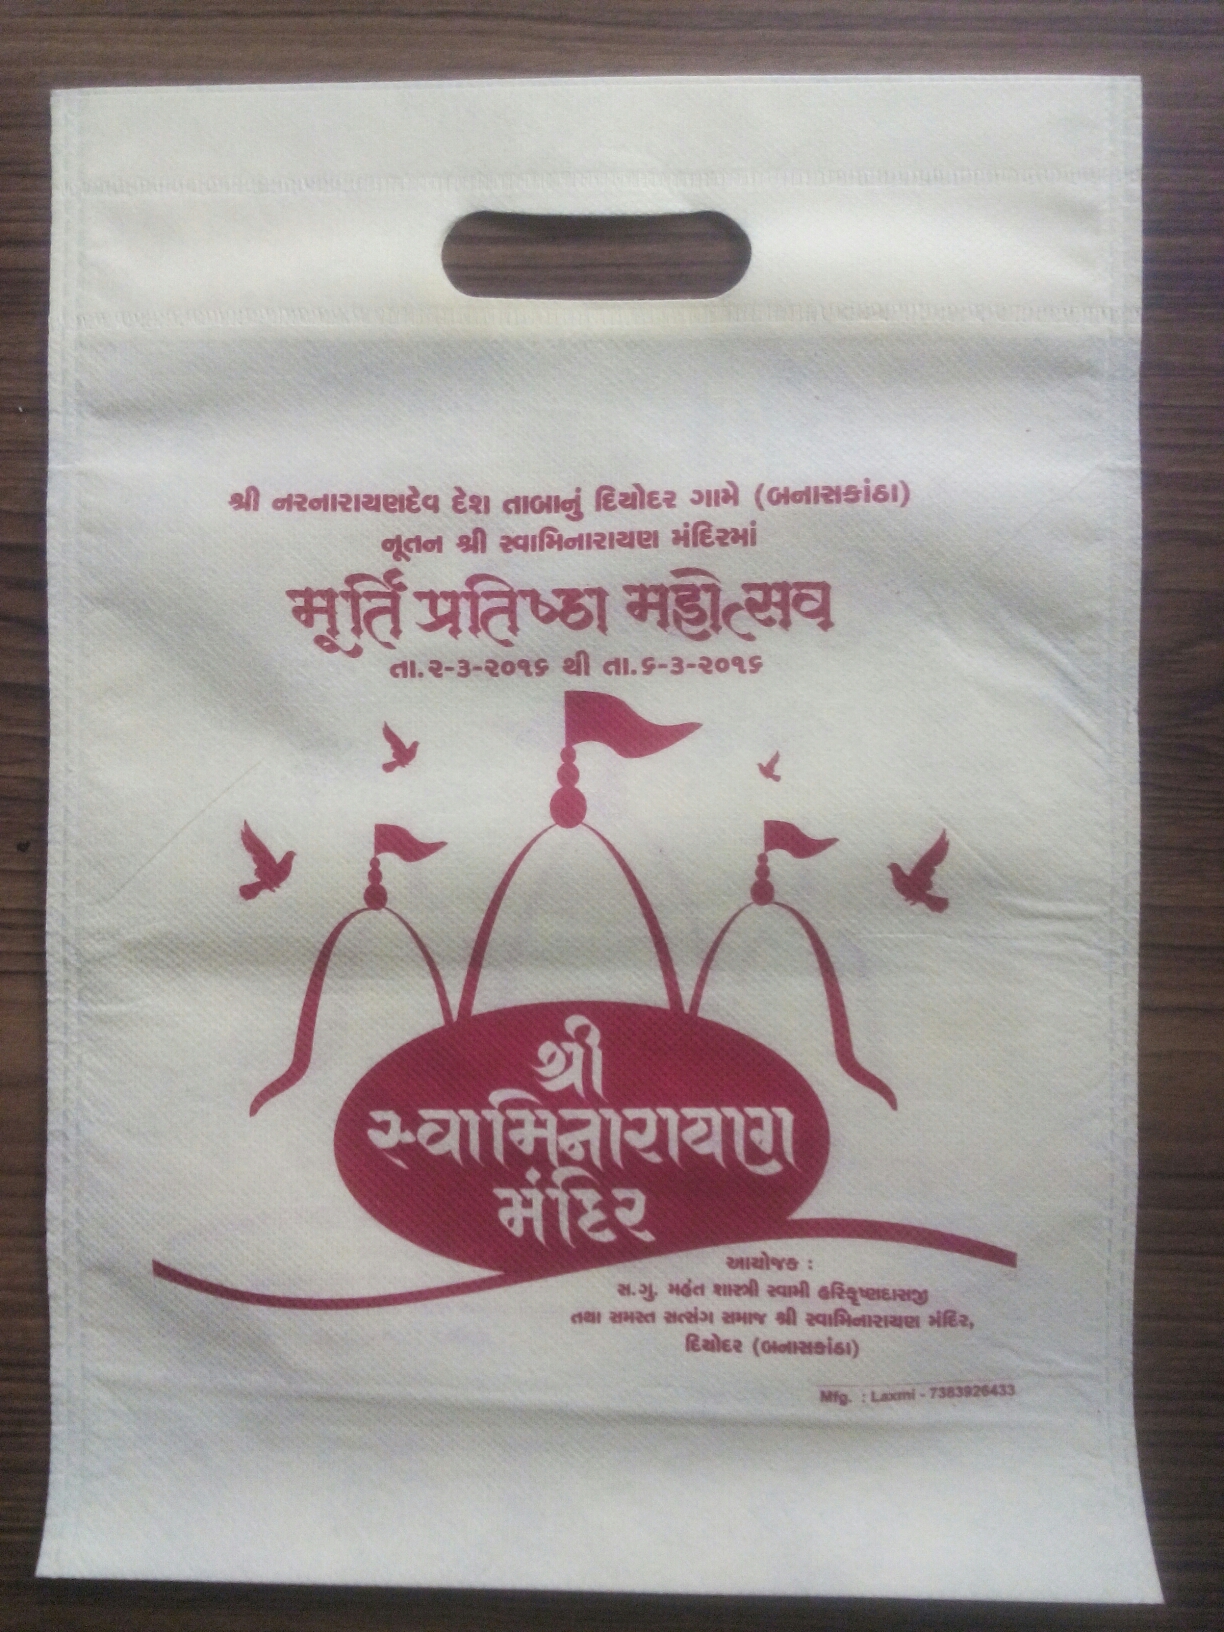 શ્રી નરનારાયણદેવ દેશ તાબાનું દિયોદર ગામે (બનાસકાંઠા)
નૂતન શ્રી સ્વામિનારાયણ મંદિરમાં
મૂર્તિ પ્રતિષ્ઠા મહોત્સવ
તા.૨-૩-૨૦૧૬ થી તા.૬-૩-૨૦૧૬
શ્રી
સ્વામિનારાયણ
મંદિર
આયોજક :
સ.ગુ. મહંત શાસ્ત્રી સ્વામી હરિકૃષ્ણદાસજી
તથા સમસ્ત સત્સંગ સમાજ શ્રી સ્વામિનારાયણ મંદિર,
દિયોદર (બનાસકાંઠા)
Mfg. : Laxmi - 7383926433